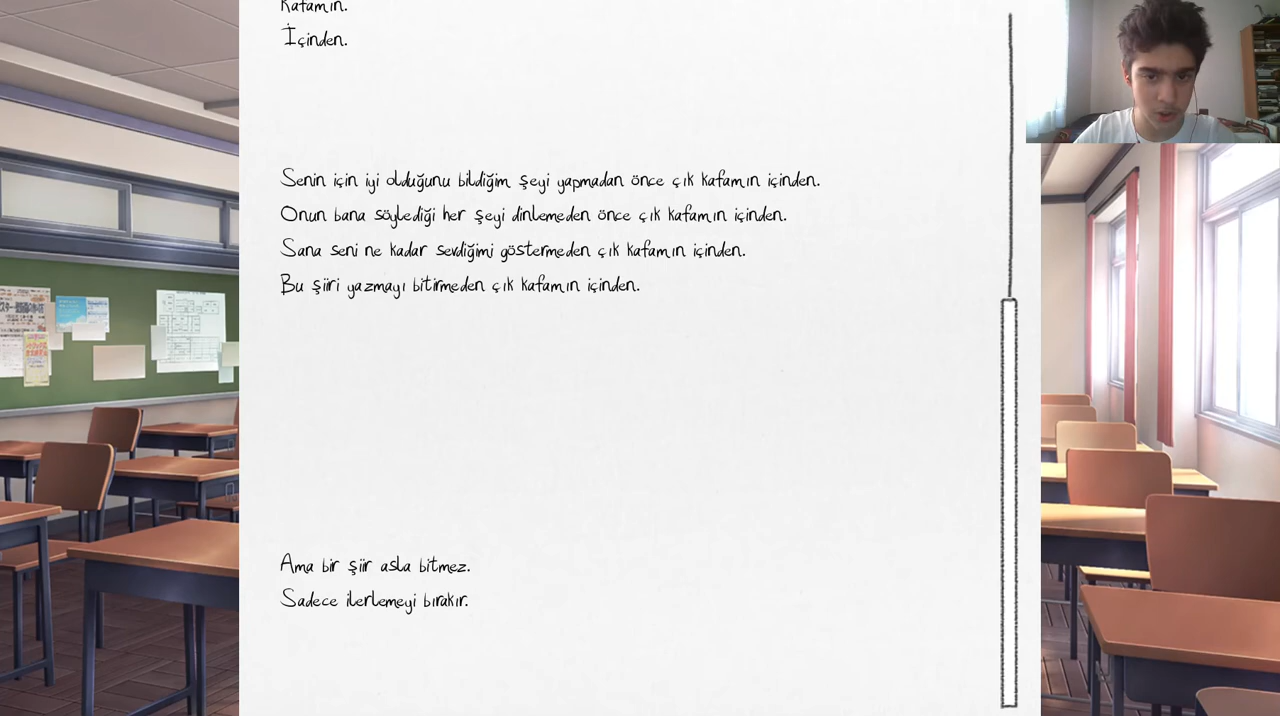 Kafamın.
İçinden.
Senin için iyi olduğunu bildiğim şeyi yapmadan önce çık kafamın içinden.
Onun bana söylediği her şeyi dinlemeden önce çık kafamın içinden.
Sana seni ne kadar sevdiğimi göstermeden çık kafamın içinden.
Bu şiiri yazmayı bitirmeden çık kafamın içinden.
Ama bir şiir asla bitmez.
Sadece ilerlemeyi bırakır.